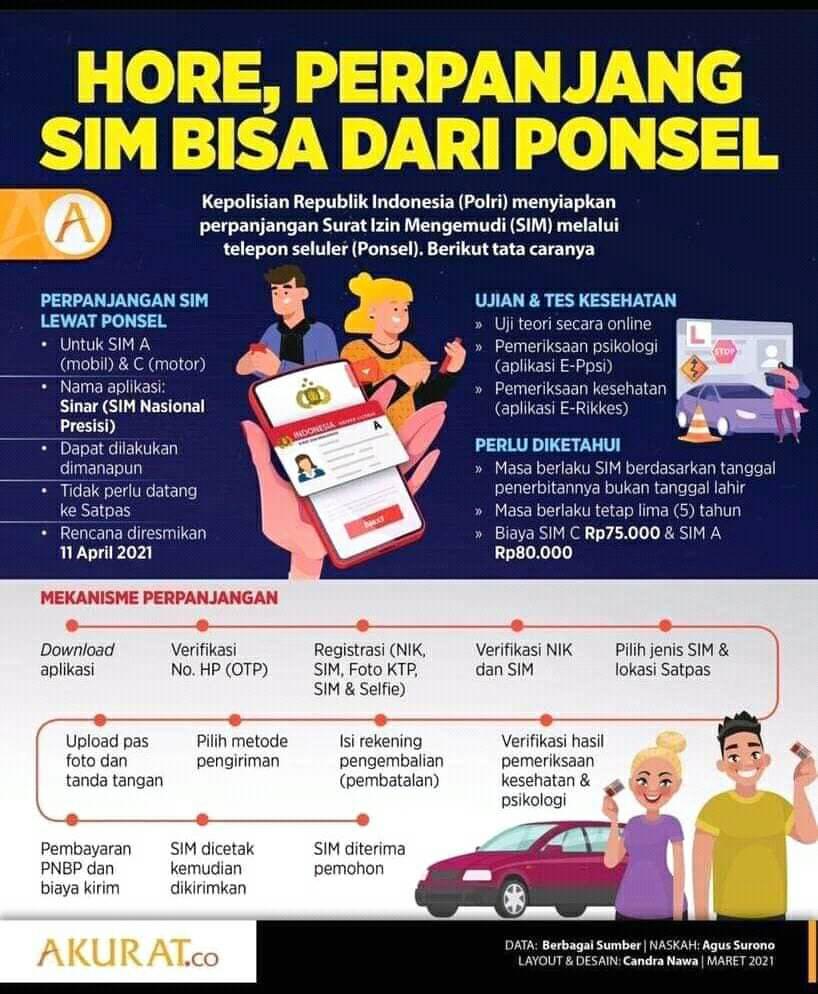 HORE, PERPANJANG
SIM BISA DARI PONSEL
A
Kepolisian Republik Indonesia (Polri) menyiapkan
perpanjangan Surat Izin Mengemudi (SIM) melalui
telepon seluler (Ponsel). Berikut tata caranya
PERPANJANGAN SIM
LEWAT PONSEL
• Untuk SIM A
(mobil) & C (motor)
• Nama aplikasi:
Sinar (SIM Nasional
Presisi)
• Dapat dilakukan
dimanapun
• Tidak perlu datang
ke Satpas
• Rencana diresmikan
11 April 2021
INDONESIA
A
UJIAN & TES KESEHATAN
» Uji teori secara online
» Pemeriksaan psikologi
(aplikasi E-Ppsi)
» Pemeriksaan kesehatan
(aplikasi E-Rikkes)
L
STOP
PERLU DIKETAHUI
» Masa berlaku SIM berdasarkan tanggal
penerbitannya bukan tanggal lahir
» Masa berlaku tetap lima (5) tahun
» Biaya SIM C Rp75.000 & SIM A
Rp80.000
MEKANISME PERPANJANGAN
Download
aplikasi
Verifikasi
No. HP (OTP)
Registrasi (NIK,
SIM, Foto KTP,
SIM & Selfie)
Verifikasi NIK
dan SIM
Pilih jenis SIM &
lokasi Satpas
Upload pas
foto dan
tanda tangan
Pilih metode
pengiriman
Isi rekening
pengembalian
(pembatalan)
Verifikasi hasil
pemeriksaan
kesehatan &
psikologi
Pembayaran
PNBP dan
biaya kirim
SIM dicetak
kemudian
dikirimkan
SIM diterima
pemohon
AKURAT.CO
DATA: Berbagai Sumber | NASKAH: Agus Surono
LAYOUT & DESAIN: Candra Nawa | MARET 2021